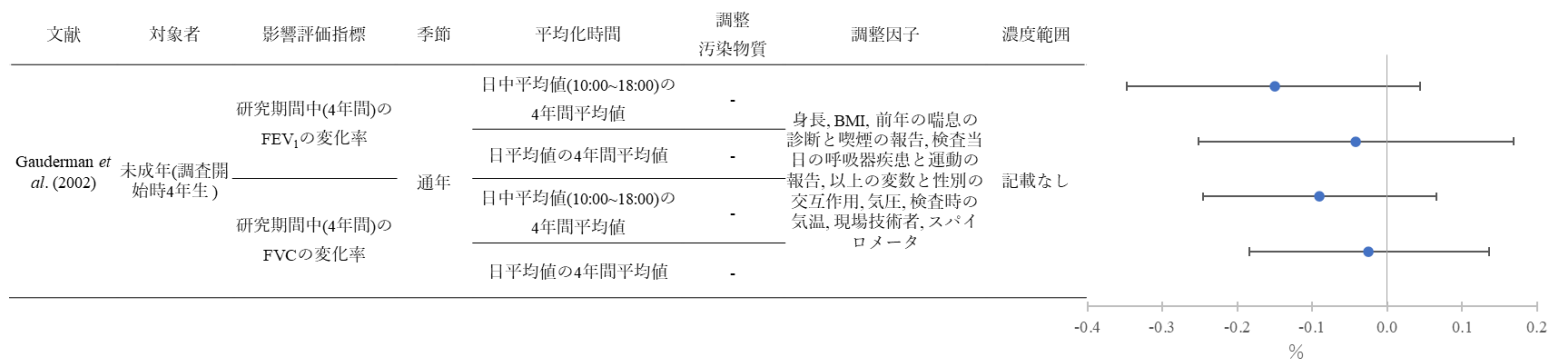 文献 対象者 影響評価指標 季節 平均化時間 調整 汚染物質 調整因子 濃度範囲
Gauderman et
al. (2002)
未成年(調査開
始時4年生 )
研究期間中(4年間)の
FEV1の変化率
研究期間中(4年間)の
FVCの変化率
通年
日中平均値(10:00~18:00)の
4年間平均値
-
日平均値の4年間平均値
-
日中平均値(10:00~18:00)の
4年間平均値
-
日平均値の4年間平均値
-
身長, BMI, 前年の喘息の
診断と喫煙の報告, 検査当
日の呼吸器疾患と運動の
報告, 以上の変数と性別の
交互作用, 気圧, 検査時の
気温, 現場技術者, スパイ
ロメータ
記載なし
-0.4 -0.3 -0.2 -0.1 0.0 0.1 0.2
%